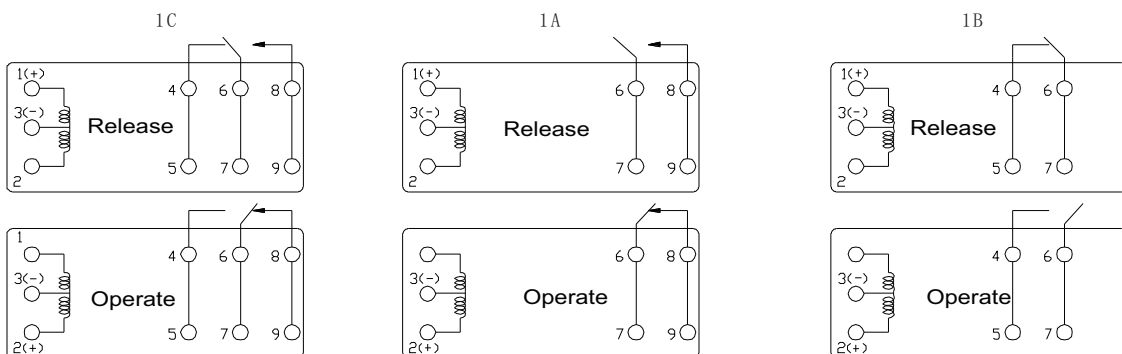 1C 1A 1B
1(+) 4 6 8 1(+) 6 8 1(+) 4 6
3(-) Release 3(-) Release 3(-) Release
2 5 7 9 2 7 9 2 5 7
1 4 6 8 6 8 4 6
3(-) Operate 3(-) Operate 3(-) Operate
2(+) 5 7 9 2(+) 7 9 2(+) 5 7